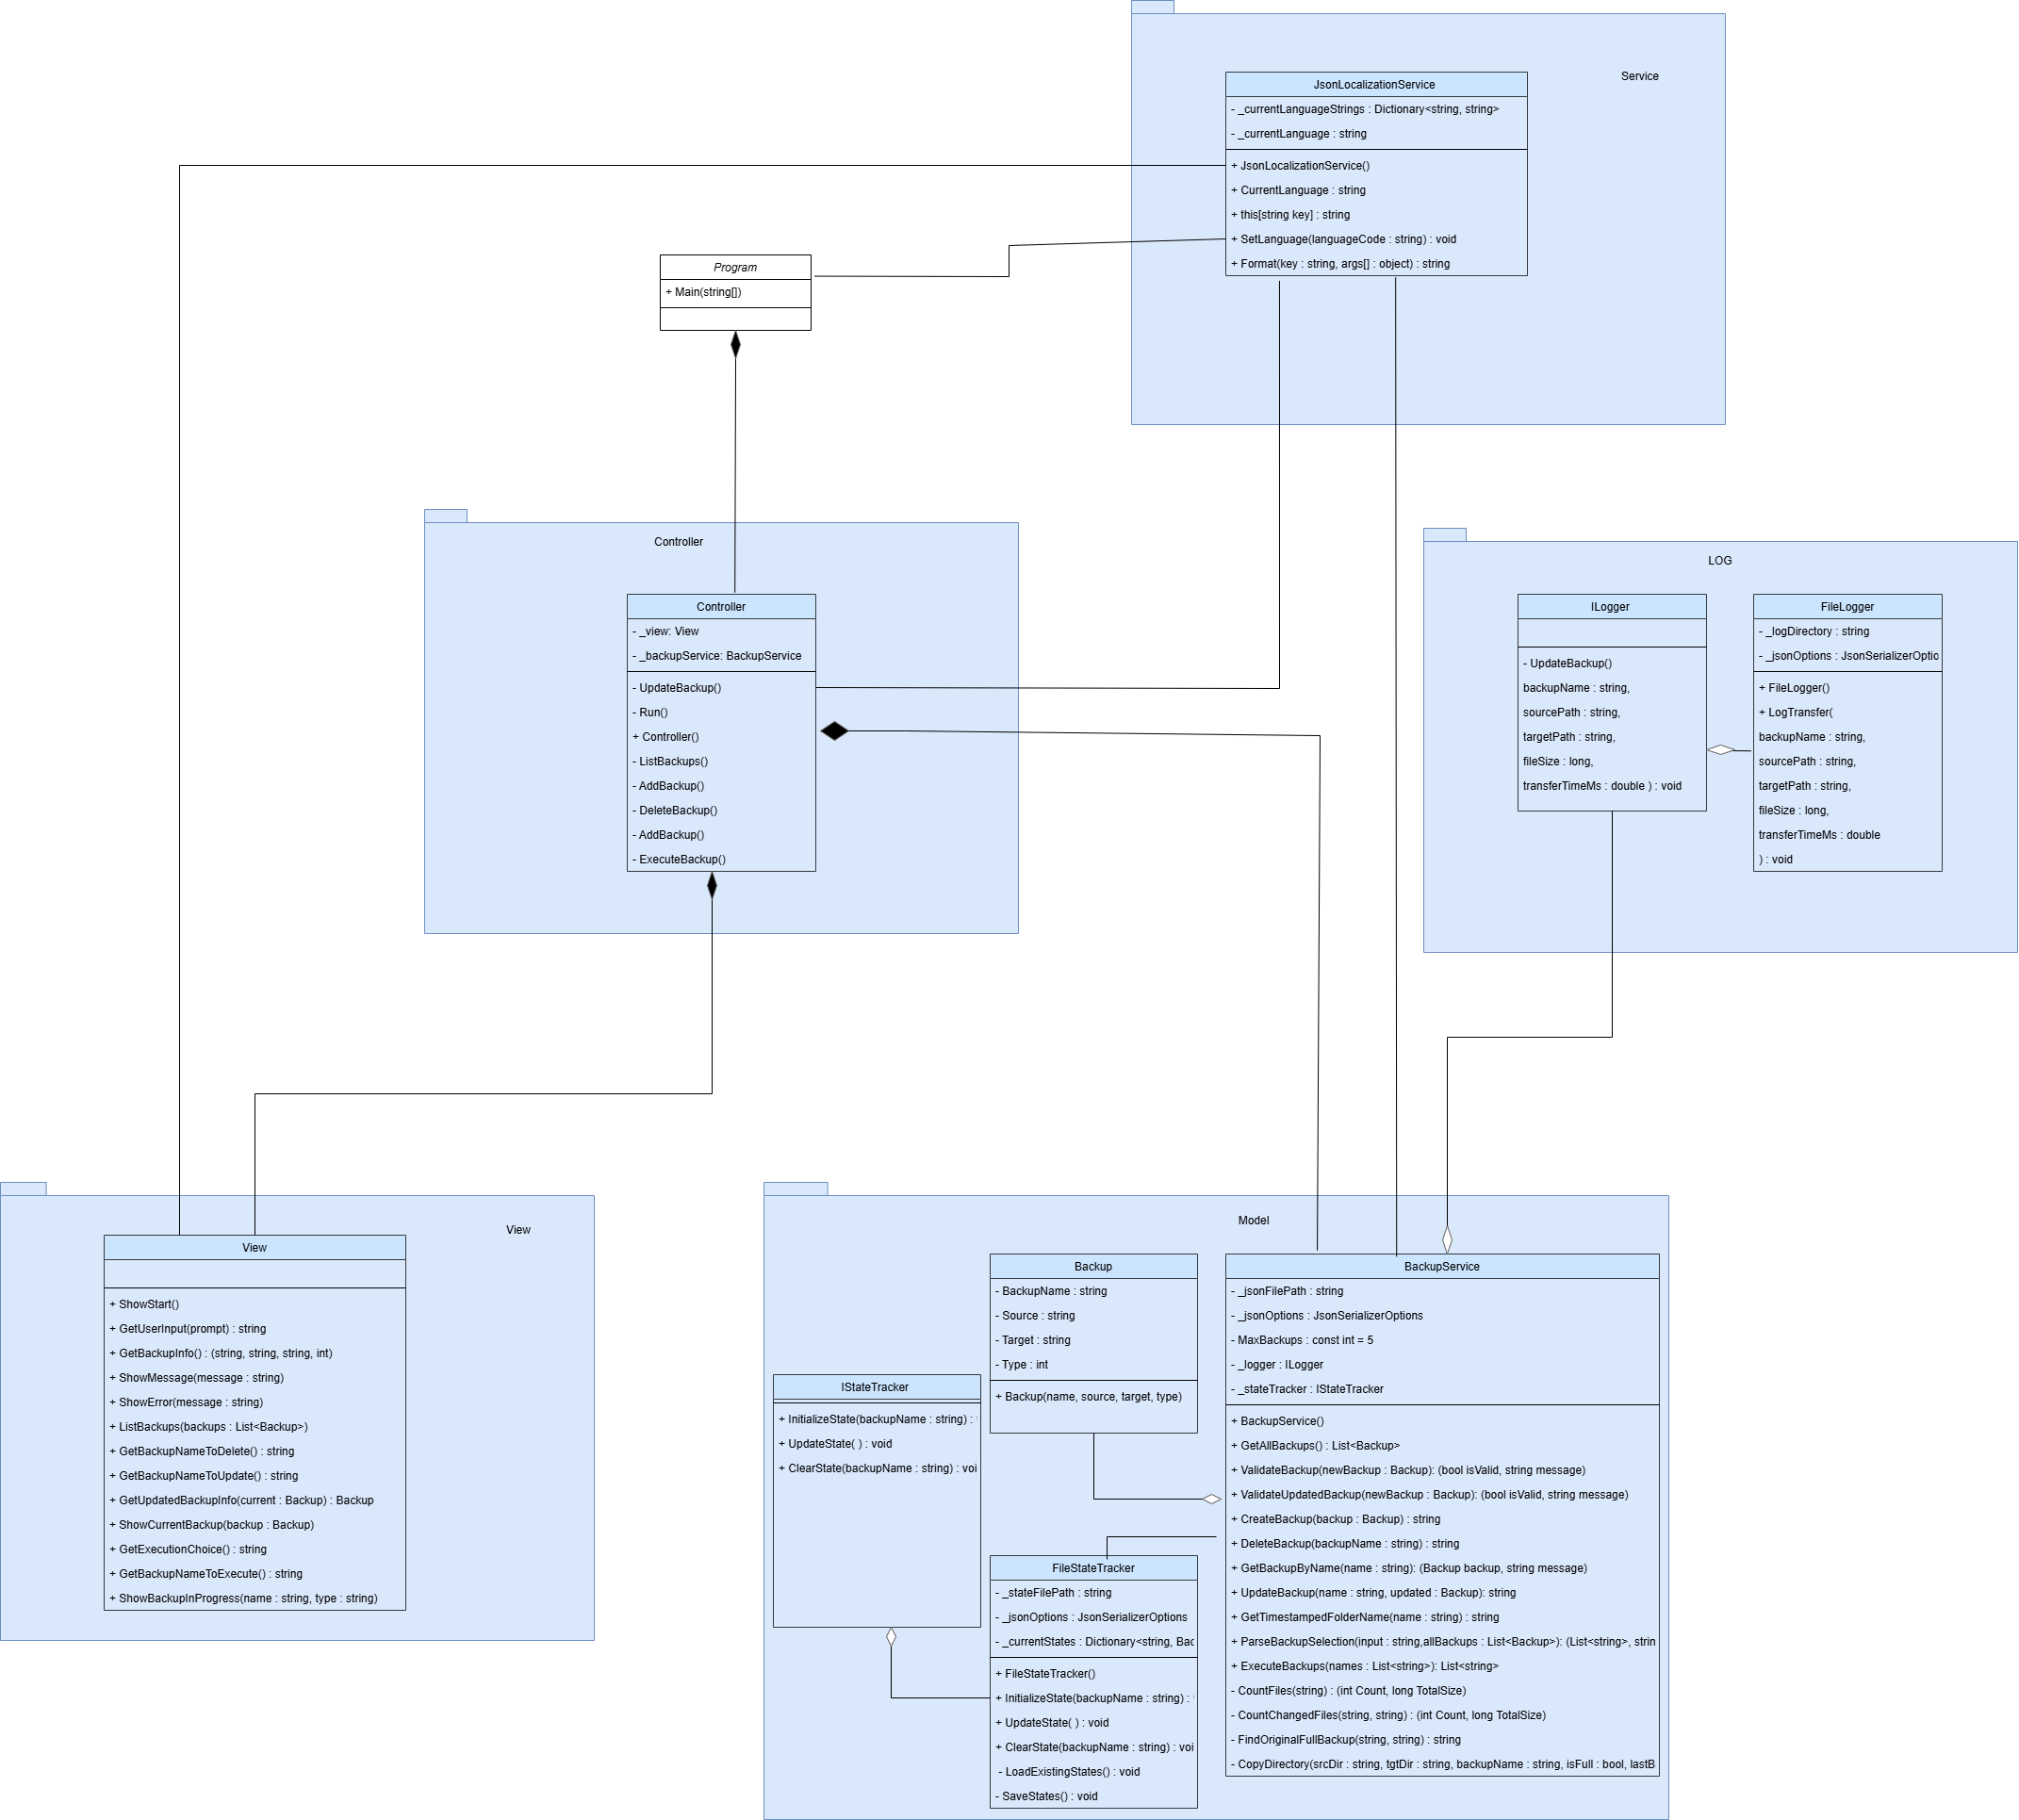 Service
JsonLocalizationService
- _currentLanguageStrings : Dictionary<string, string>
- _currentLanguage : string
+ JsonLocalizationService()
+ CurrentLanguage : string
+ this[string key] : string
+ SetLanguage(languageCode : string) : void
+ Format(key : string, args[] : object) : string
Program
+ Main(string[])
Controller
Controller
- _view: View
- _backupService: BackupService
- UpdateBackup()
- Run()
+ Controller()
- ListBackups()
- AddBackup()
- DeleteBackup()
- AddBackup()
- ExecuteBackup()
LOG
ILogger
- UpdateBackup()
backupName : string,
sourcePath : string,
targetPath : string,
fileSize : long,
transferTimeMs : double ) : void
FileLogger
- _logDirectory : string
- _jsonOptions : JsonSerializerOptio
+ FileLogger()
+ LogTransfer(
backupName : string,
sourcePath : string,
targetPath : string,
fileSize : long,
transferTimeMs : double
) : void
View
View
+ ShowStart()
+ GetUserInput(prompt) : string
+ GetBackupInfo() : (string, string, string, int)
+ ShowMessage(message : string)
+ ShowError(message : string)
+ ListBackups(backups : List<Backup>)
+ GetBackupNameToDelete() : string
+ GetBackupNameToUpdate() : string
+ GetUpdatedBackupInfo(current : Backup) : Backup
+ ShowCurrentBackup(backup : Backup)
+ GetExecutionChoice() : string
+ GetBackupNameToExecute() : string
+ ShowBackupInProgress(name : string, type : string)
Model
IStateTracker
+ InitializeState(backupName : string) :
+ UpdateState( ) : void
+ ClearState(backupName : string) : voi
Backup
- BackupName : string
- Source : string
- Target : string
- Type : int
+ Backup(name, source, target, type)
FileStateTracker
- _stateFilePath : string
- _jsonOptions : JsonSerializerOptions
- _currentStates : Dictionary<string, Bac
+ FileStateTracker()
+ InitializeState(backupName : string) :
+ UpdateState( ) : void
+ ClearState(backupName : string) : voi
- LoadExistingStates() : void
- SaveStates() : void
BackupService
- _jsonFilePath : string
- _jsonOptions : JsonSerializerOptions
- MaxBackups : const int = 5
- _logger : ILogger
- _stateTracker : IStateTracker
+ BackupService()
+ GetAllBackups() : List<Backup>
+ ValidateBackup(newBackup : Backup): (bool isValid, string message)
+ ValidateUpdatedBackup(newBackup : Backup): (bool isValid, string message)
+ CreateBackup(backup : Backup) : string
+ DeleteBackup(backupName : string) : string
+ GetBackupByName(name : string): (Backup backup, string message)
+ UpdateBackup(name : string, updated : Backup): string
+ GetTimestampedFolderName(name : string) : string
+ ParseBackupSelection(input : string,allBackups : List<Backup>): (List<string>, strin
+ ExecuteBackups(names : List<string>): List<string>
- CountFiles(string) : (int Count, long TotalSize)
- CountChangedFiles(string, string) : (int Count, long TotalSize)
- FindOriginalFullBackup(string, string) : string
- CopyDirectory(srcDir : string, tgtDir : string, backupName : string, isFull : bool, lastB